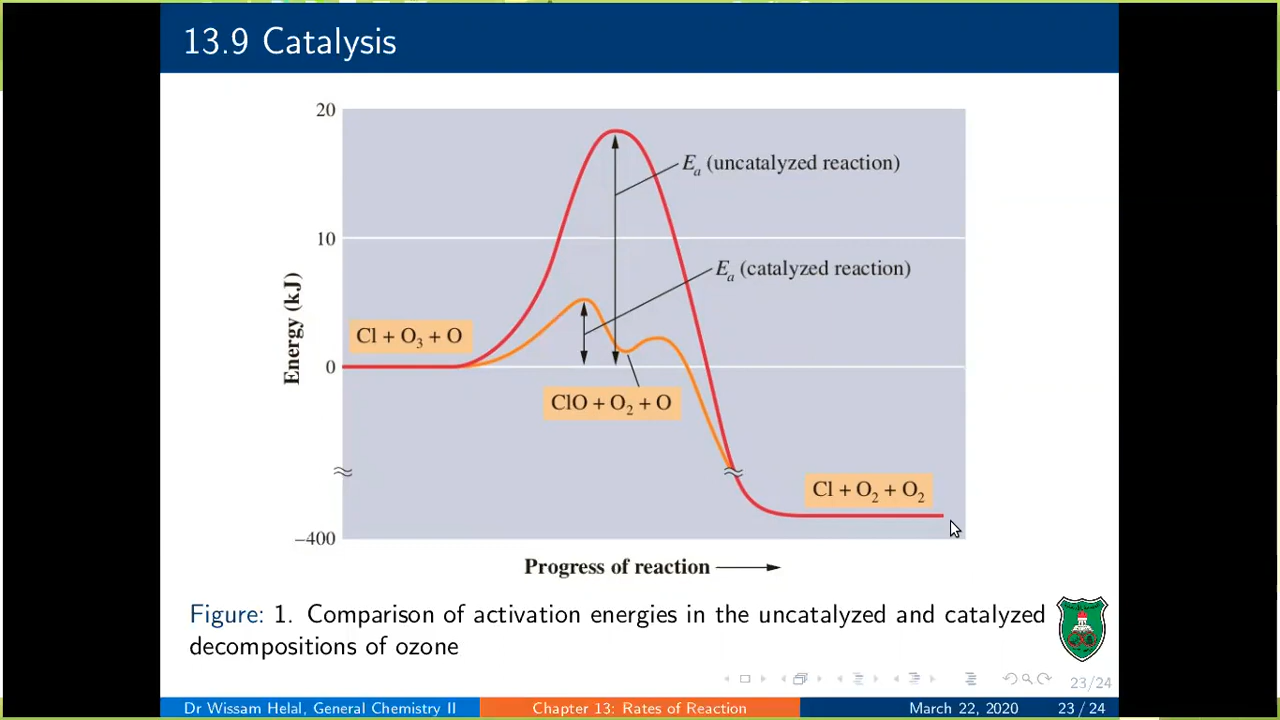 13.9 Catalysis
20
E_a (uncatalyzed reaction)
10
E_a (catalyzed reaction)
Energy (kJ)
Cl + O₃ + O
0
ClO + O₂ + O
Cl + O₂ + O₂
–400
Progress of reaction
Figure: 1. Comparison of activation energies in the uncatalyzed and catalyzed
decompositions of ozone
23/24
Dr Wissam Helal, General Chemistry II
Chapter 13: Rates of Reaction
March 22, 2020
23 / 24